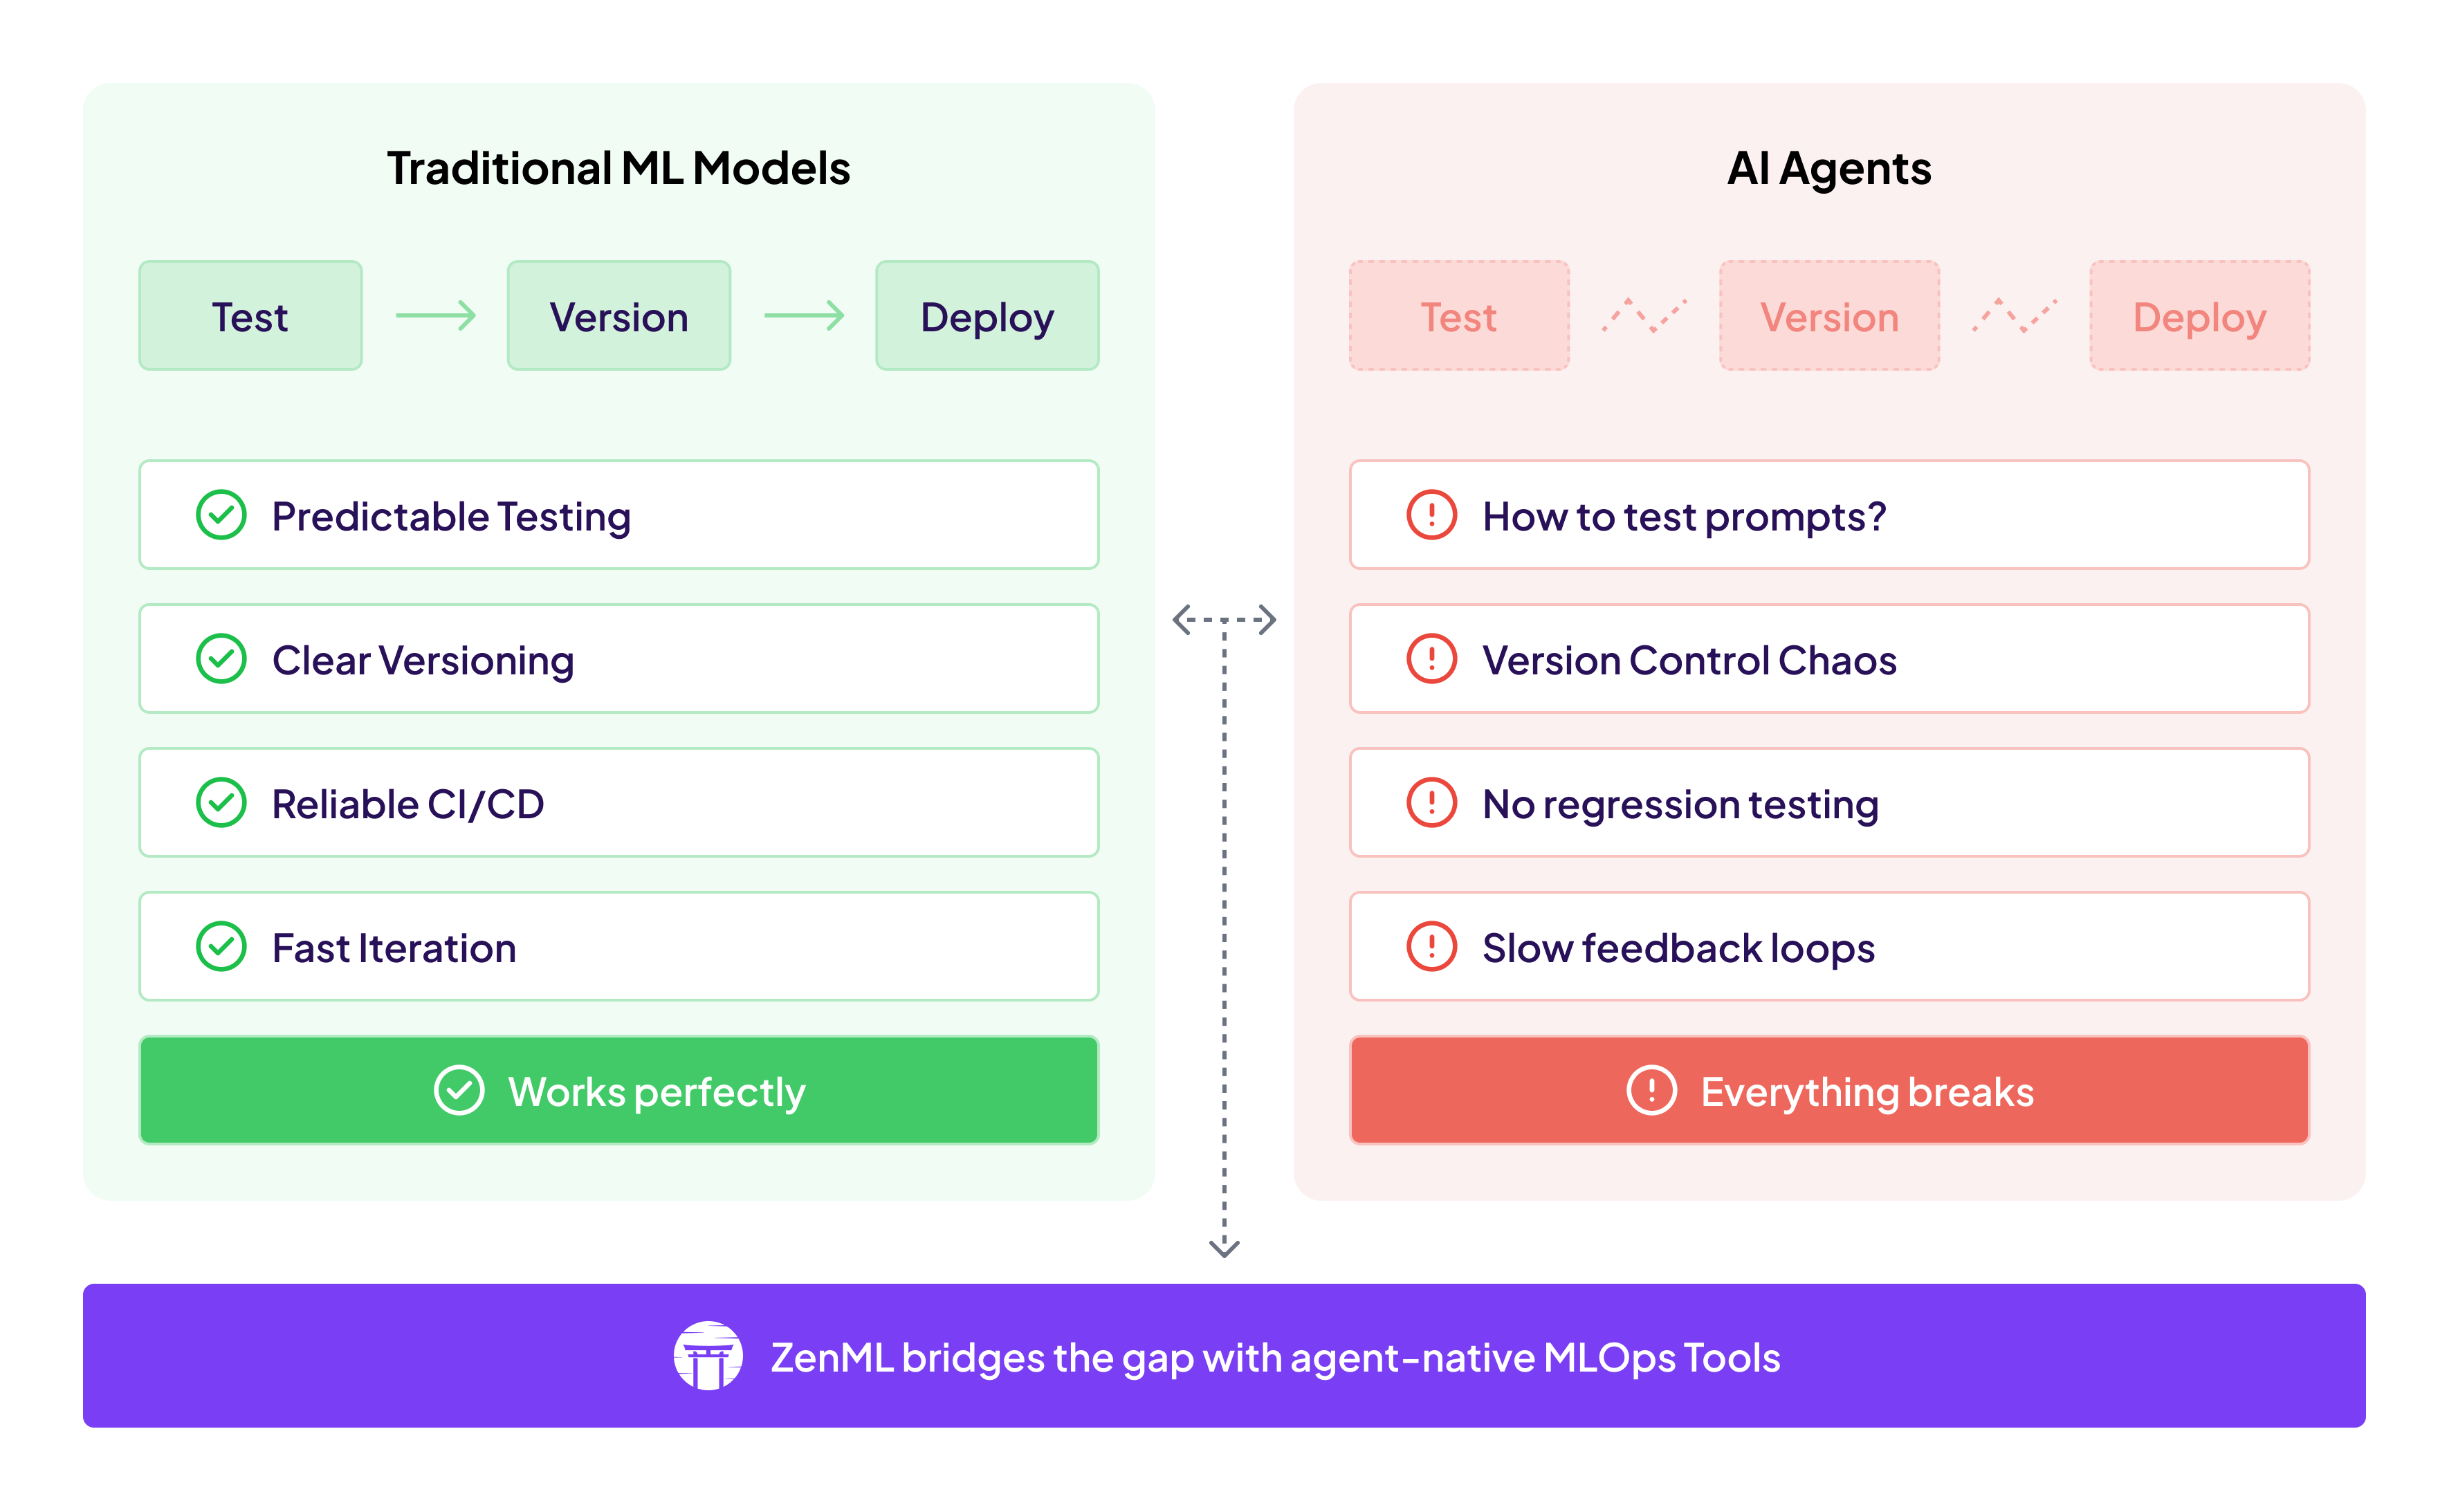 Traditional ML Models
Test
Version
Deploy
Predictable Testing
Clear Versioning
Reliable CI/CD
Fast Iteration
Works perfectly
AI Agents
Test
Version
Deploy
How to test prompts?
Version Control Chaos
No regression testing
Slow feedback loops
Everything breaks
ZenML bridges the gap with agent-native MLOps Tools